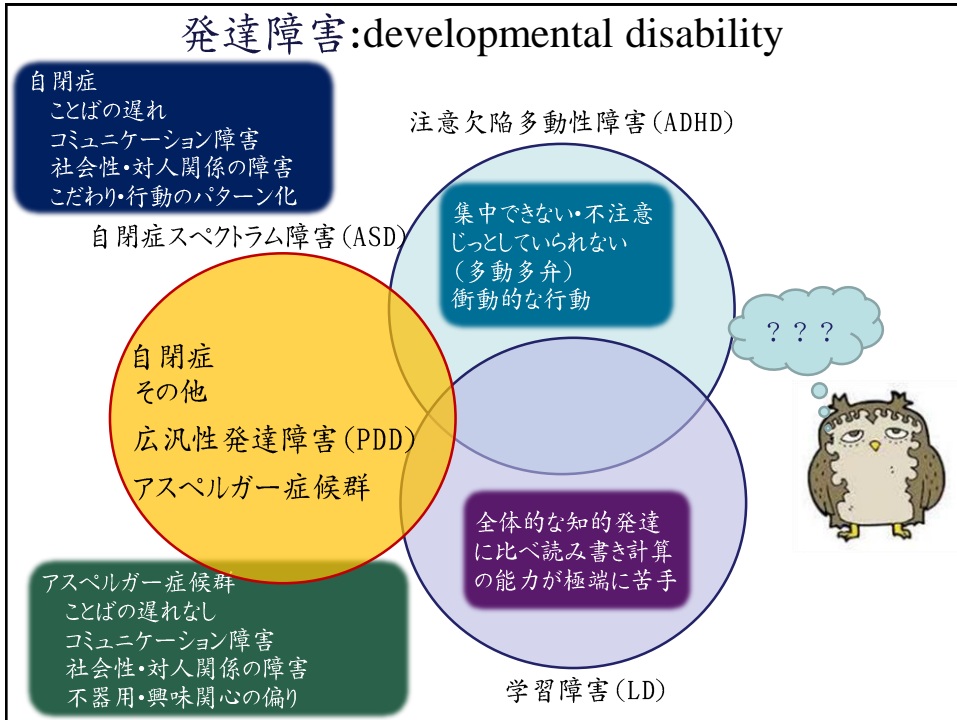 発達障害:developmental disability
自閉症
ことばの遅れ
コミュニケーション障害
社会性・対人関係の障害
こだわり・行動のパターン化
注意欠陥多動性障害(ADHD)
集中できない・不注意
じっとしていられない
(多動多弁)
衝動的な行動
自閉症スペクトラム障害(ASD)
自閉症
その他
広汎性発達障害(PDD)
アスペルガー症候群
???
全体的な知的発達
に比べ読み書き計算
の能力が極端に苦手
アスペルガー症候群
ことばの遅れなし
コミュニケーション障害
社会性・対人関係の障害
不器用・興味関心の偏り
学習障害(LD)